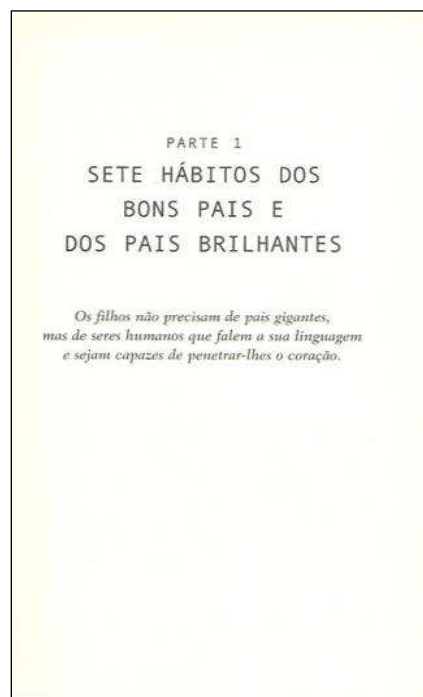 PARTE 1
SETE HÁBITOS DOS
BONS PAIS E
DOS PAIS BRILHANTES
Os filhos não precisam de pais gigantes,
mas de seres humanos que falem a sua linguagem
e sejam capazes de penetrar-lhes o coração.